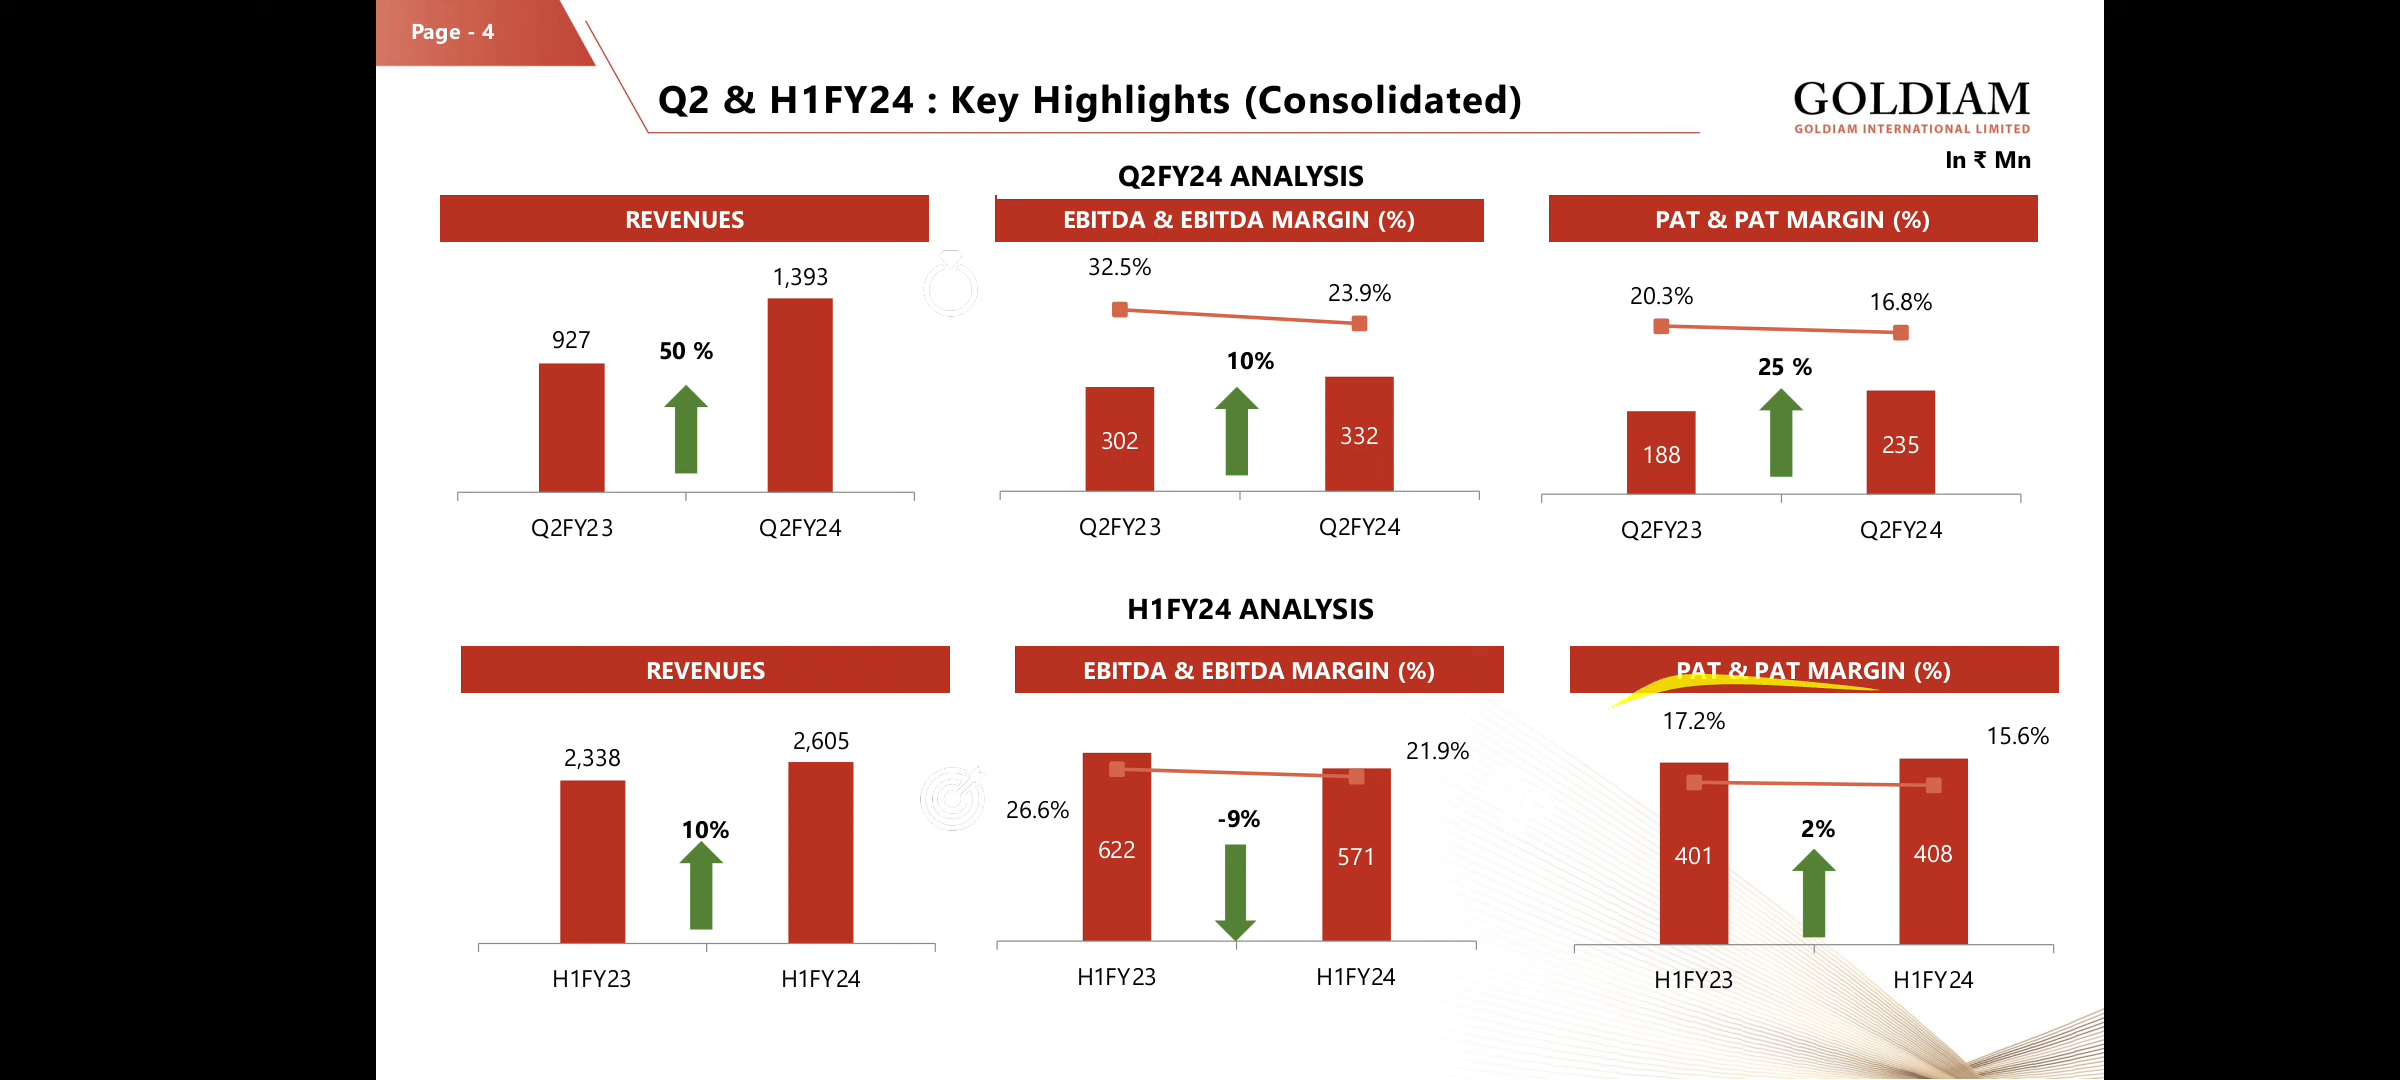 Page - 4
Q2 & H1FY24 : Key Highlights (Consolidated)
GOLDIAM
GOLDIAM INTERNATIONAL LIMITED
In ₹ Mn
Q2FY24 ANALYSIS
REVENUES
927
1,393
50 %
Q2FY23
Q2FY24
EBITDA & EBITDA MARGIN (%)
32.5%
23.9%
10%
302
332
Q2FY23
Q2FY24
PAT & PAT MARGIN (%)
20.3%
16.8%
25 %
188
235
Q2FY23
Q2FY24
H1FY24 ANALYSIS
REVENUES
2,338
2,605
10%
H1FY23
H1FY24
EBITDA & EBITDA MARGIN (%)
21.9%
26.6%
-9%
622
571
H1FY23
H1FY24
PAT & PAT MARGIN (%)
17.2%
15.6%
2%
401
408
H1FY23
H1FY24